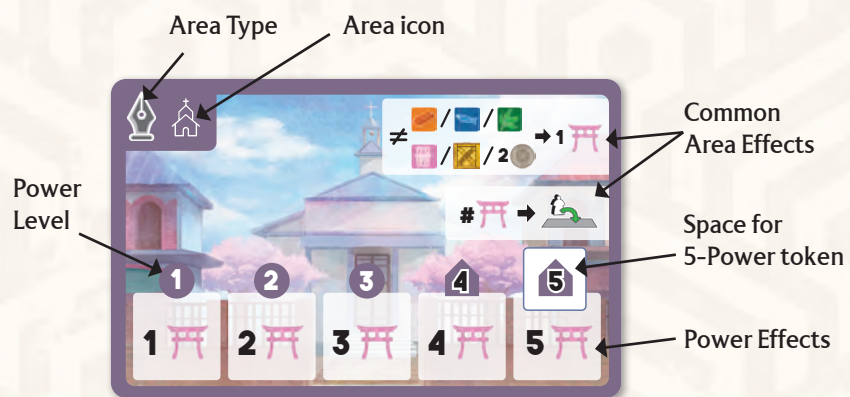 Area Type
Area icon
Common
Area Effects
≠ / /
→ 1
/ / 2
# →
Power
Level
Space for
5-Power token
1 2 3 4 5
1 2 3 4 5
Power Effects